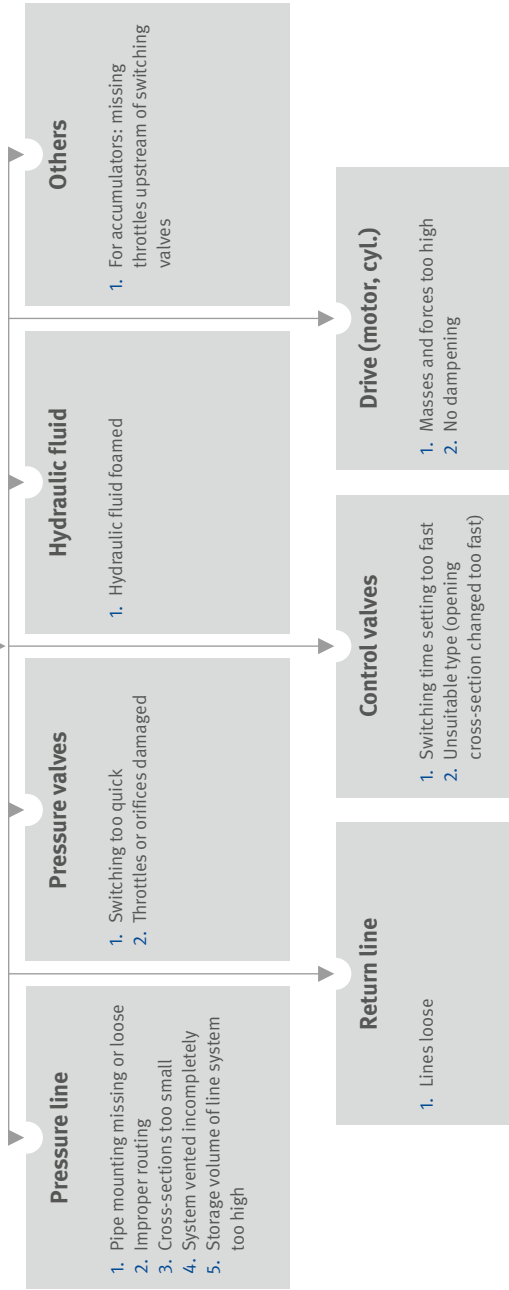 Pressure line
1. Pipe mounting missing or loose
2. Improper routing
3. Cross-sections too small
4. System vented incompletely
5. Storage volume of line system
too high
Pressure valves
1. Switching too quick
2. Throttles or orifices damaged
Hydraulic fluid
1. Hydraulic fluid foamed
Others
1. For accumulators: missing
throttles upstream of switching
valves
Return line
1. Lines loose
Control valves
1. Switching time setting too fast
2. Unsuitable type (opening
cross-section changed too fast)
Drive (motor, cyl.)
1. Masses and forces too high
2. No dampening